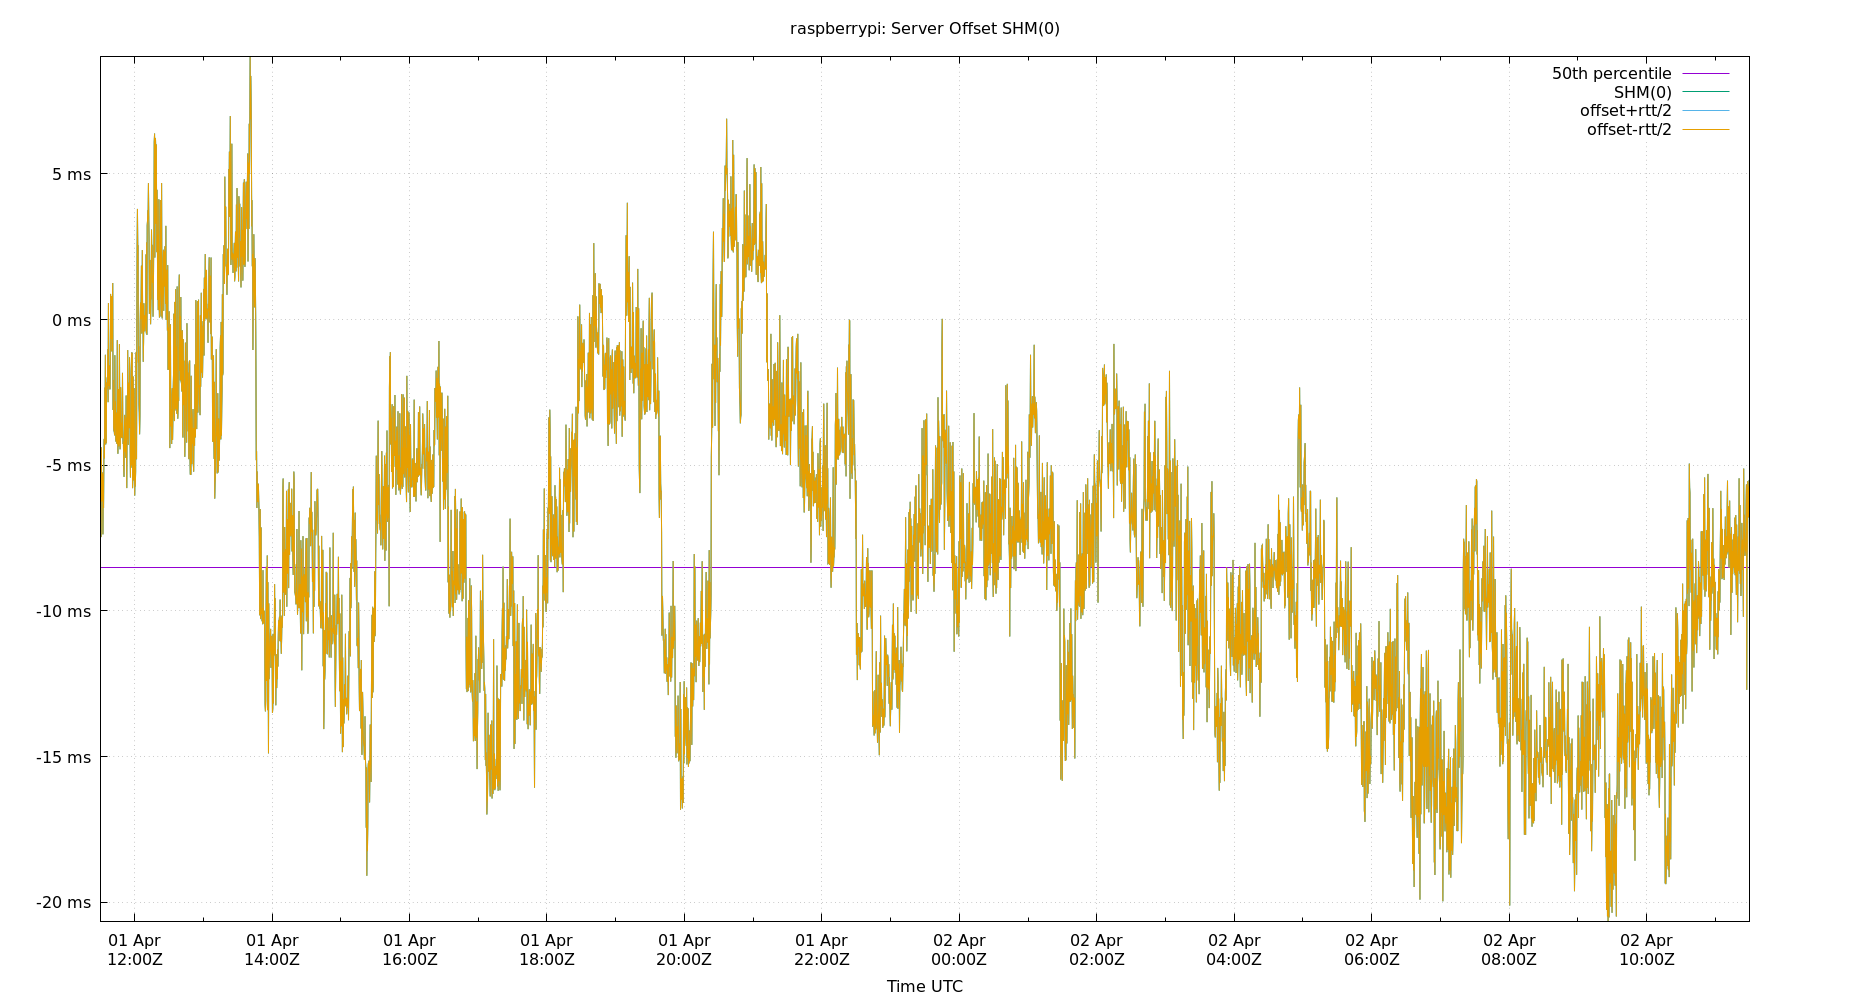 raspberrypi: Server Offset SHM(0)
50th percentile
SHM(0)
offset+rtt/2
offset-rtt/2
5 ms
0 ms
-5 ms
-10 ms
-15 ms
-20 ms
01 Apr 01 Apr 01 Apr 01 Apr 01 Apr 01 Apr 02 Apr 02 Apr 02 Apr 02 Apr 02 Apr 02 Apr
12:00Z 14:00Z 16:00Z 18:00Z 20:00Z 22:00Z 00:00Z 02:00Z 04:00Z 06:00Z 08:00Z 10:00Z
Time UTC